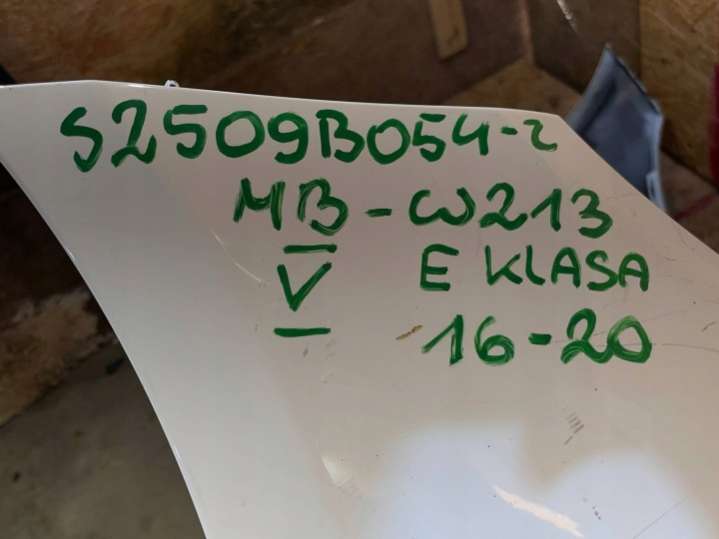 S2509B054-2
MB-W213
V E KLASA
16-20